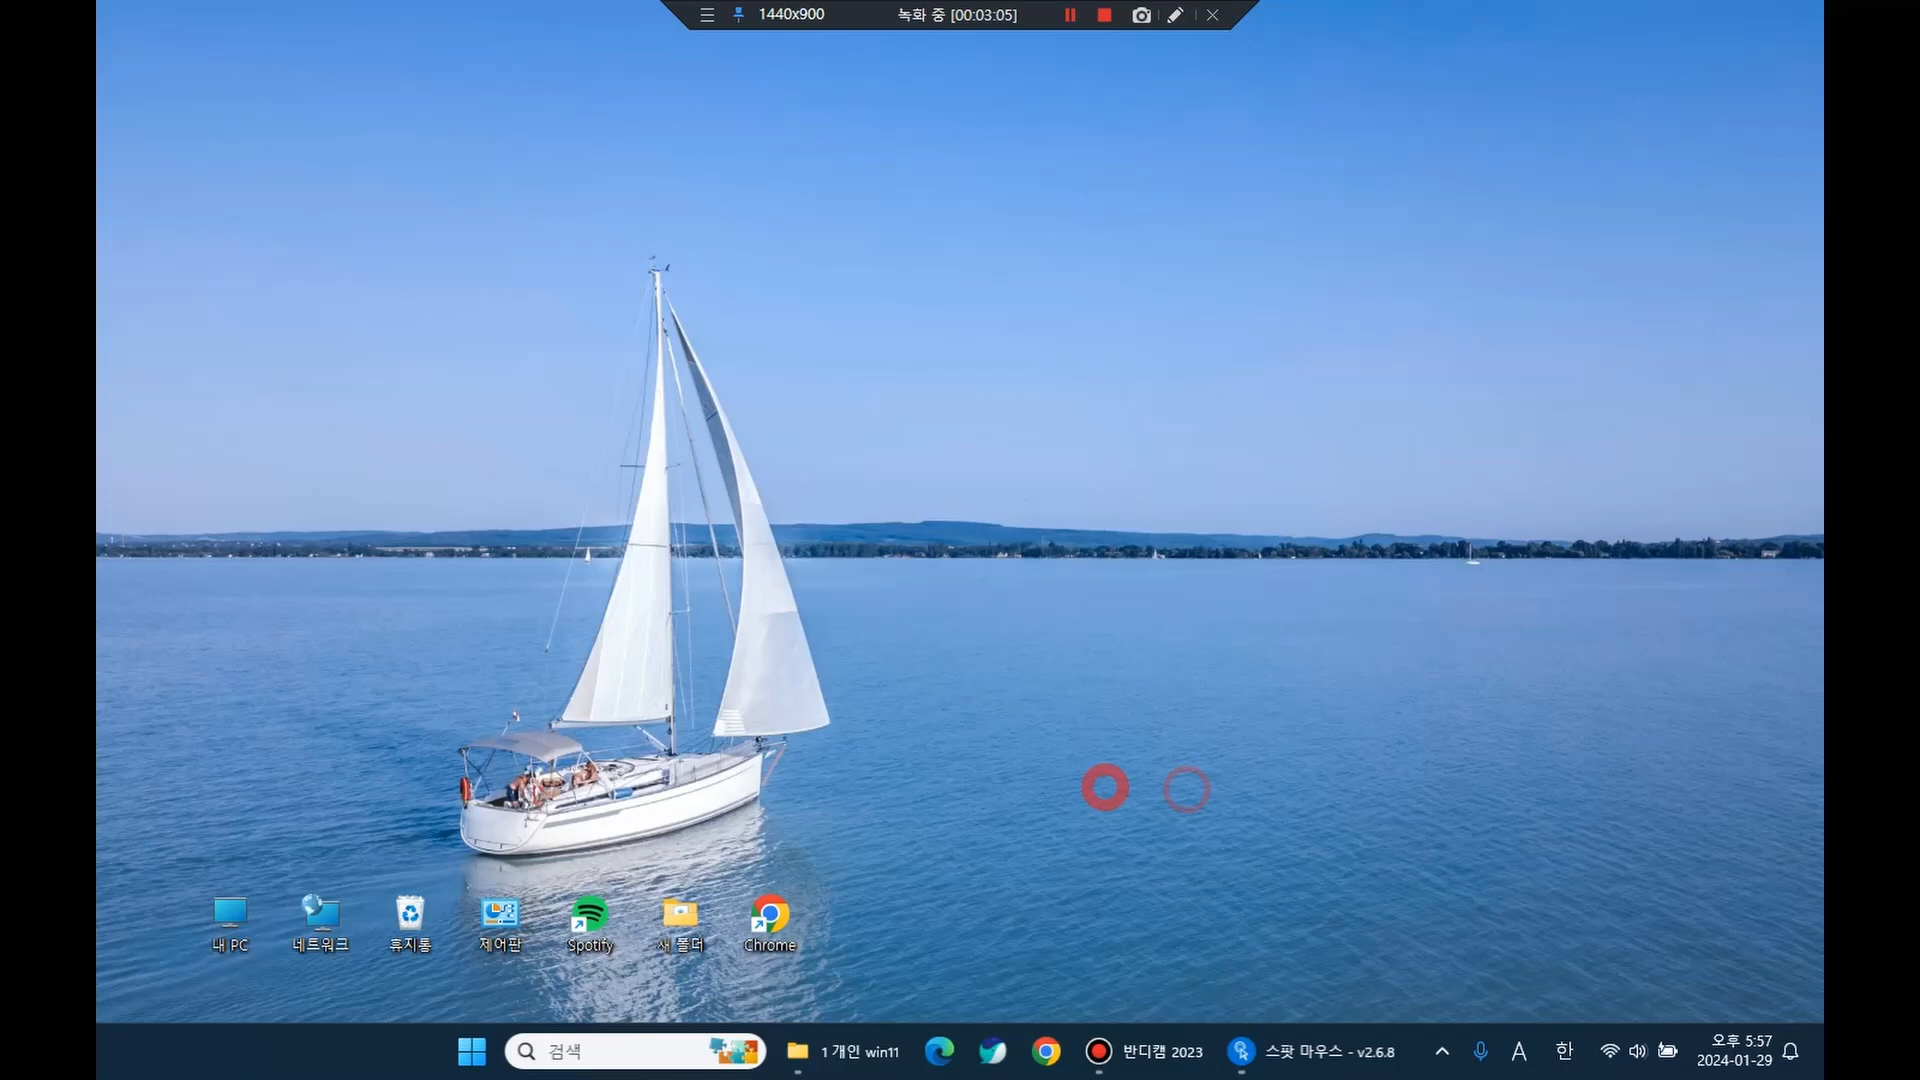 1440x900 녹화 중 [00:03:05]
내 PC 네트워크 휴지통 제어판 Spotify 새 폴더 Chrome
검색 1 개인 win11 반디캠 2023 스팟 마우스 - v2.6.8 A 한 오후 5:57
2024-01-29